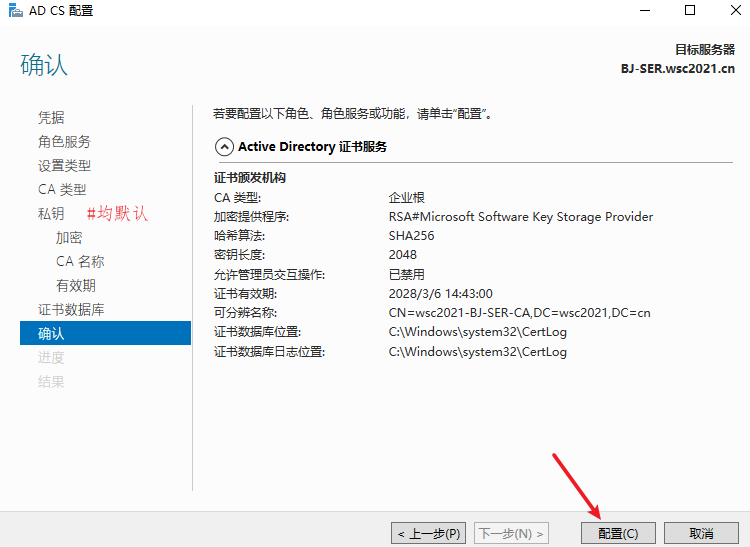 AD CS 配置
确认
目标服务器
BJ-SER.wsc2021.cn
凭据
角色服务
设置类型
CA 类型
私钥 #均默认
加密
CA 名称
有效期
证书数据库
确认
进度
结果
若要配置以下角色、角色服务或功能，请单击"配置"。
Active Directory 证书服务
证书颁发机构
CA 类型: 企业根
加密提供程序: RSA#Microsoft Software Key Storage Provider
哈希算法: SHA256
密钥长度: 2048
允许管理员交互操作: 已禁用
证书有效期: 2028/3/6 14:43:00
可分辨名称: CN=wsc2021-BJ-SER-CA,DC=wsc2021,DC=cn
证书数据库位置: C:\Windows\system32\CertLog
证书数据库日志位置: C:\Windows\system32\CertLog
< 上一步(P) 下一步(N) > 配置(C) 取消